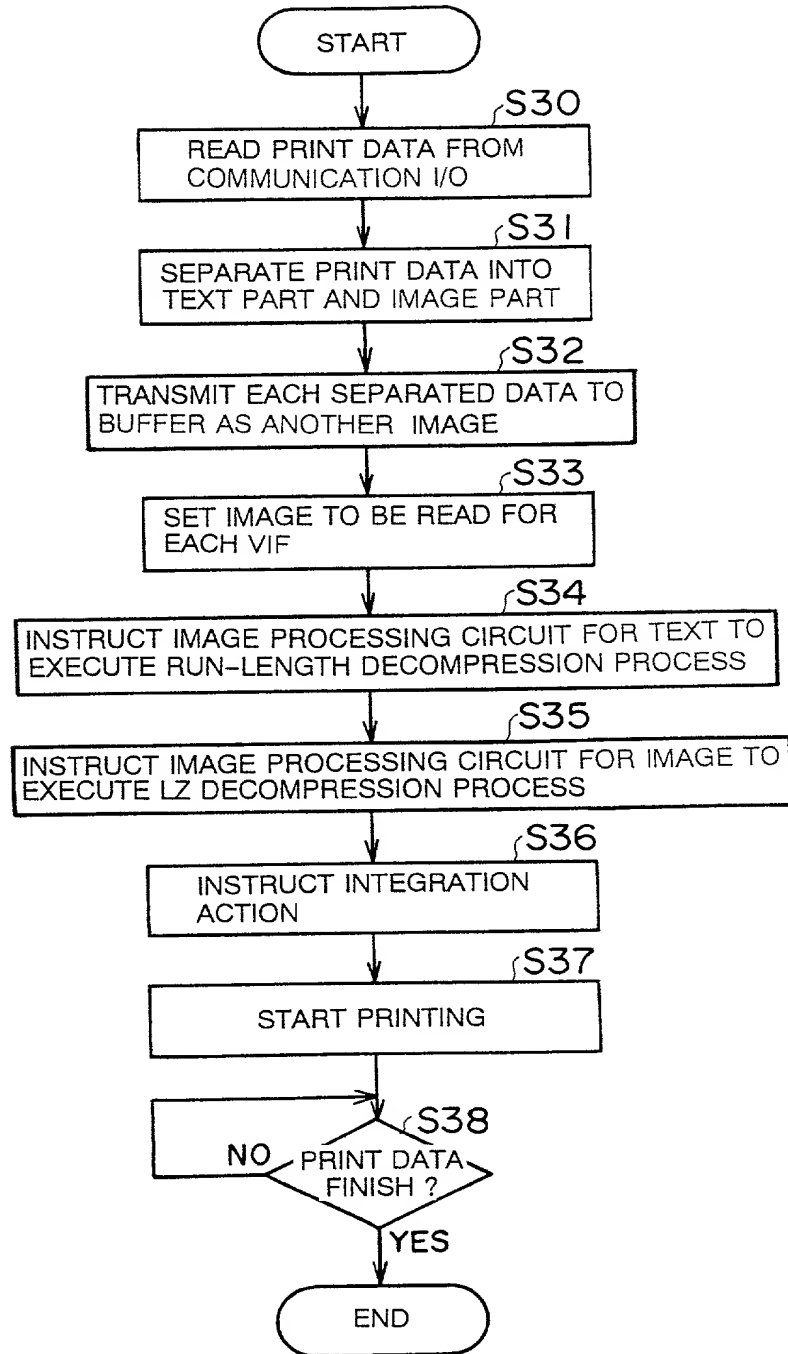 START
S30
READ PRINT DATA FROM
COMMUNICATION I/O
S31
SEPARATE PRINT DATA INTO
TEXT PART AND IMAGE PART
S32
TRANSMIT EACH SEPARATED DATA TO
BUFFER AS ANOTHER IMAGE
S33
SET IMAGE TO BE READ FOR
EACH VIF
S34
INSTRUCT IMAGE PROCESSING CIRCUIT FOR TEXT TO
EXECUTE RUN-LENGTH DECOMPRESSION PROCESS
S35
INSTRUCT IMAGE PROCESSING CIRCUIT FOR IMAGE TO
EXECUTE LZ DECOMPRESSION PROCESS
S36
INSTRUCT INTEGRATION
ACTION
S37
START PRINTING
S38
NO
PRINT DATA
FINISH ?
YES
END